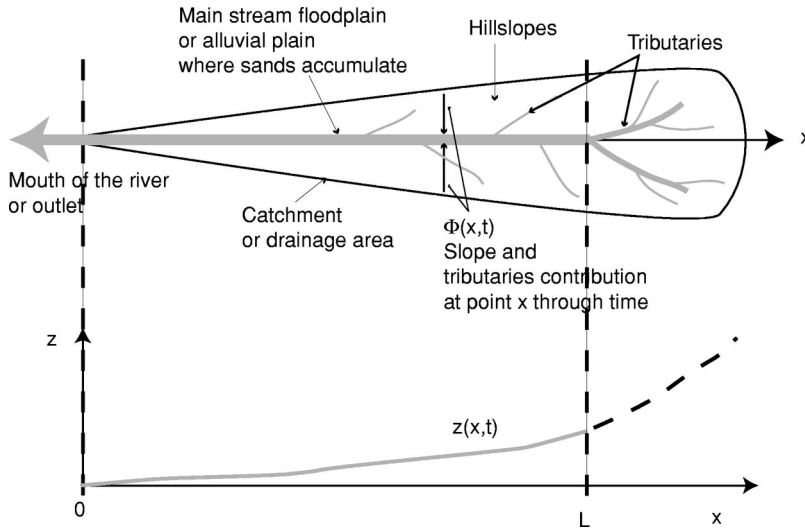 Main stream floodplain
or alluvial plain
where sands accumulate
Hillslopes
Tributaries
x
Mouth of the river
or outlet
Catchment
or drainage area
Φ(x,t)
Slope and
tributaries contribution
at point x through time
z
z(x,t)
0
L
x